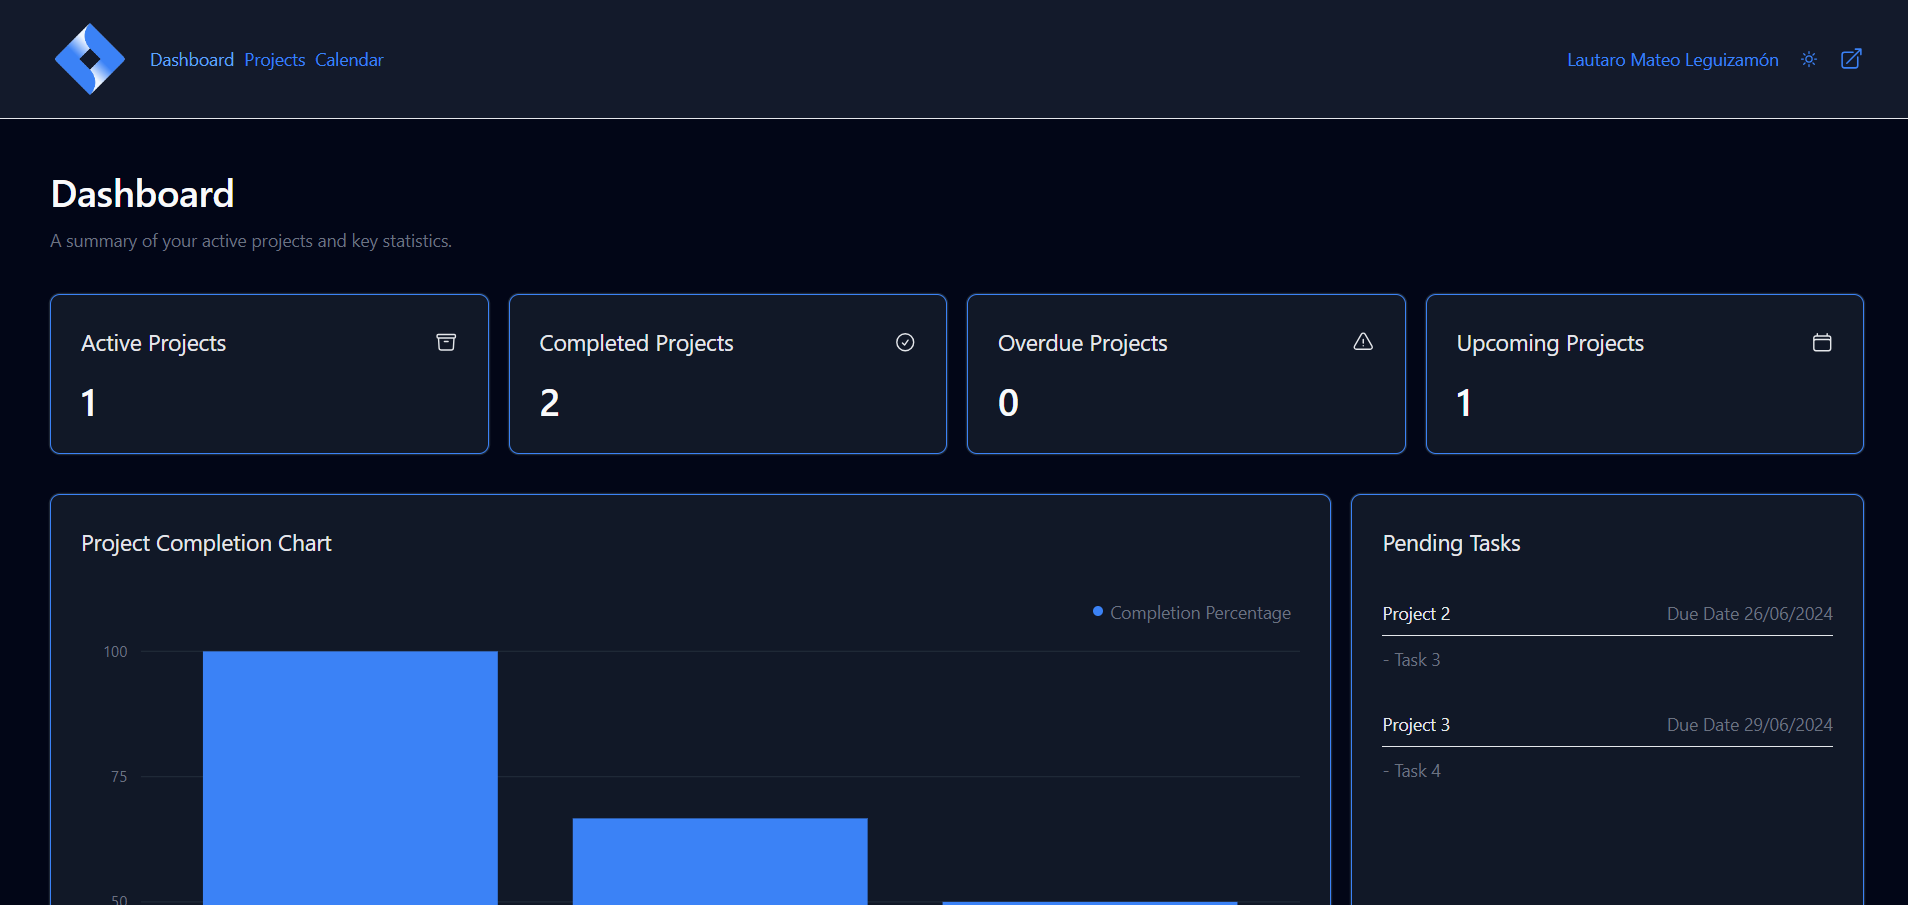 Dashboard Projects Calendar
Lautaro Mateo Leguizamón
Dashboard
A summary of your active projects and key statistics.
Active Projects
1
Completed Projects
2
Overdue Projects
0
Upcoming Projects
1
Project Completion Chart
Completion Percentage
100
75
50
Pending Tasks
Project 2 Due Date 26/06/2024
- Task 3
Project 3 Due Date 29/06/2024
- Task 4